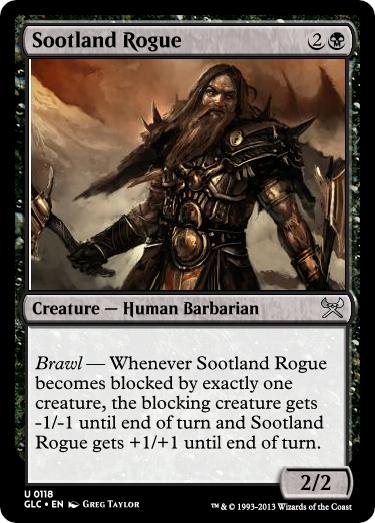 Sootland Rogue 2
Creature — Human Barbarian
Brawl — Whenever Sootland Rogue
becomes blocked by exactly one
creature, the blocking creature gets
-1/-1 until end of turn and Sootland
Rogue gets +1/+1 until end of turn.
2/2
U 0118
GLC • EN Greg Taylor
™ & © 1993-2013 Wizards of the Coast